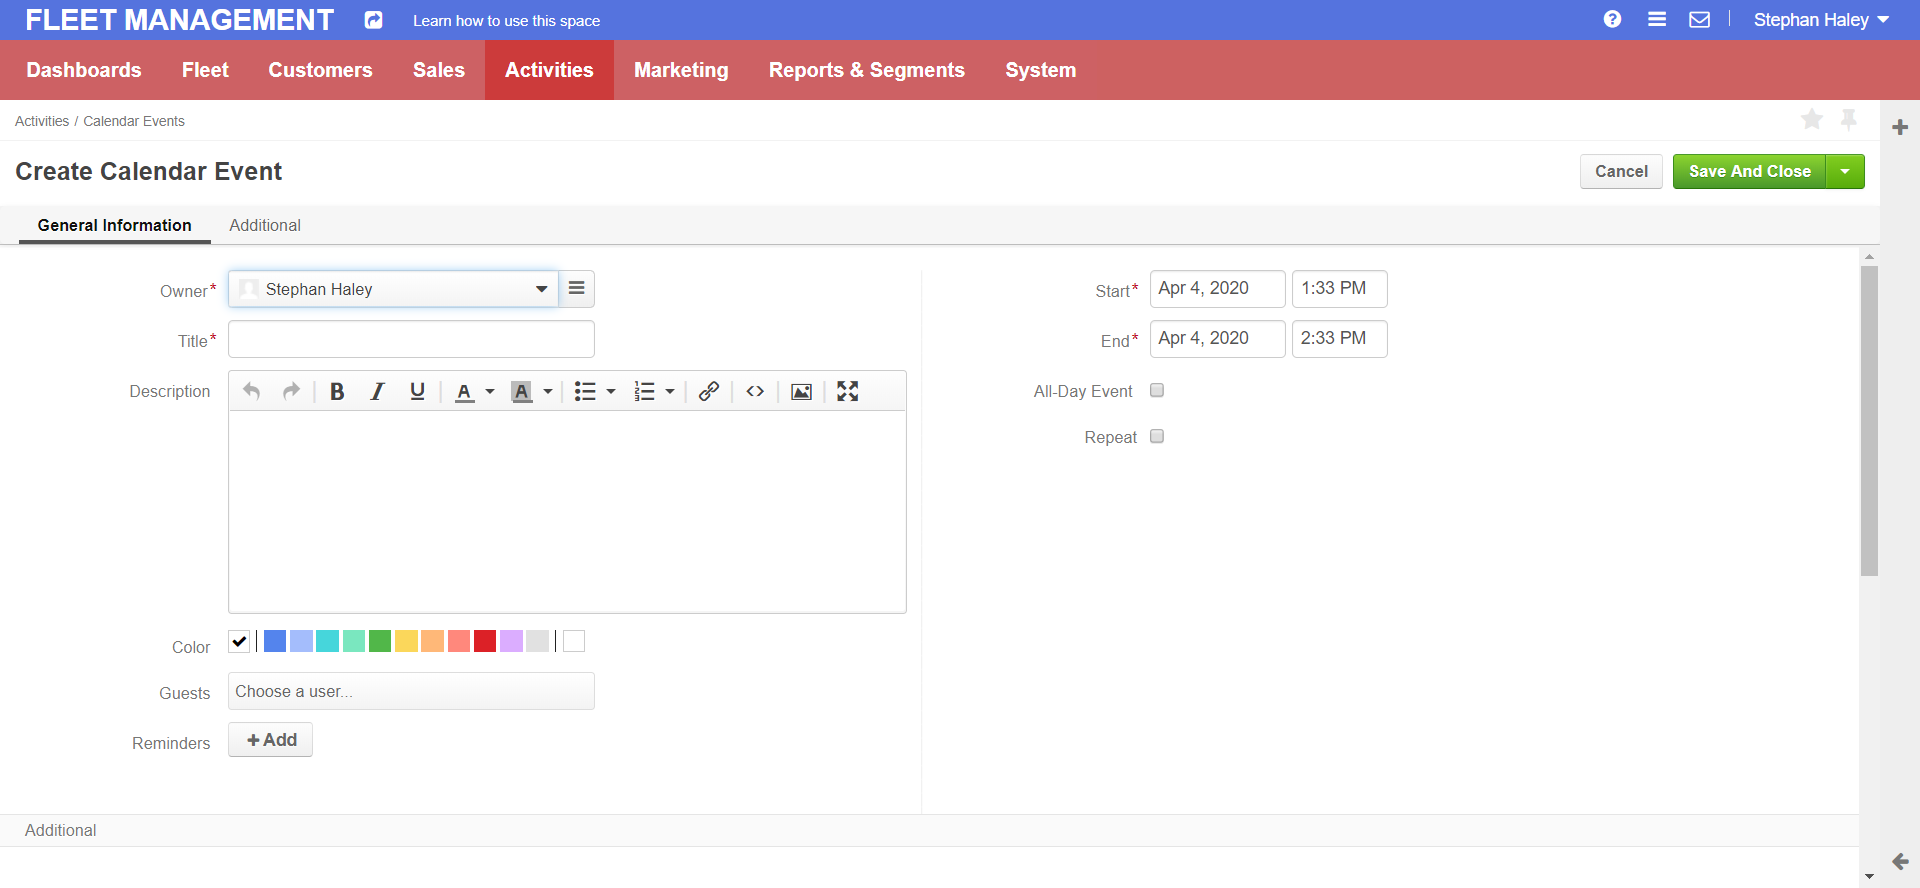 FLEET MANAGEMENT Learn how to use this space Stephan Haley
Dashboards Fleet Customers Sales Activities Marketing Reports & Segments System
Activities / Calendar Events
Create Calendar Event Cancel Save And Close
General Information Additional
Owner* Stephan Haley
Title*
Description
Color
Guests Choose a user...
Reminders + Add
Start* Apr 4, 2020 1:33 PM
End* Apr 4, 2020 2:33 PM
All-Day Event
Repeat
Additional